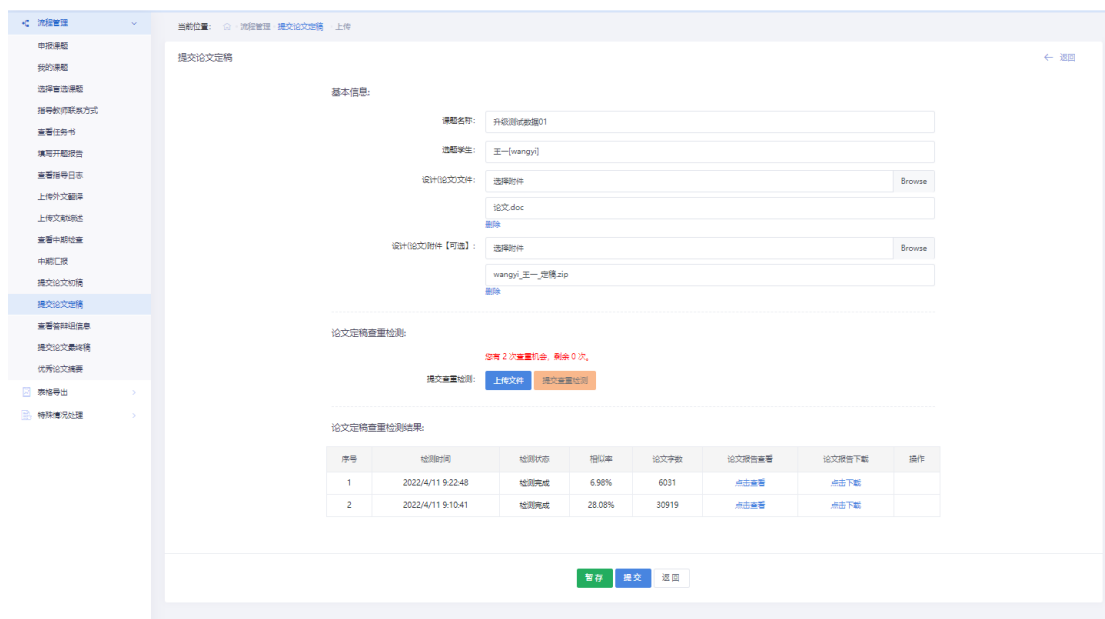 流程管理
申报课题
我的课题
选择盲选课题
指导教师联系方式
查看任务书
填写开题报告
查看指导日志
上传外文翻译
上传文献综述
查看中期检查
中期汇报
提交论文初稿
提交论文定稿
查看答辩组信息
提交论文最终稿
优秀论文摘要
表格导出
特殊情况处理
当前位置: 流程管理 提交论文定稿 上传
提交论文定稿
← 返回
基本信息:
课题名称: 升级测试数据01
选题学生: 王一[wangyi]
设计(论文)文件: 选择附件 Browse
论文.doc
删除
设计(论文)附件【可选】: 选择附件 Browse
wangyi_王一_定稿.zip
删除
论文定稿查重检测:
您有 2 次查重机会, 剩余 0 次。
提交查重检测: 上传文件 提交查重检测
论文定稿查重检测结果:
序号 检测时间 检测状态 相似率 论文字数 论文报告查看 论文报告下载 操作
1 2022/4/11 9:22:48 检测完成 6.98% 6031 点击查看 点击下载
2 2022/4/11 9:10:41 检测完成 28.08% 30919 点击查看 点击下载
暂存 提交 返回